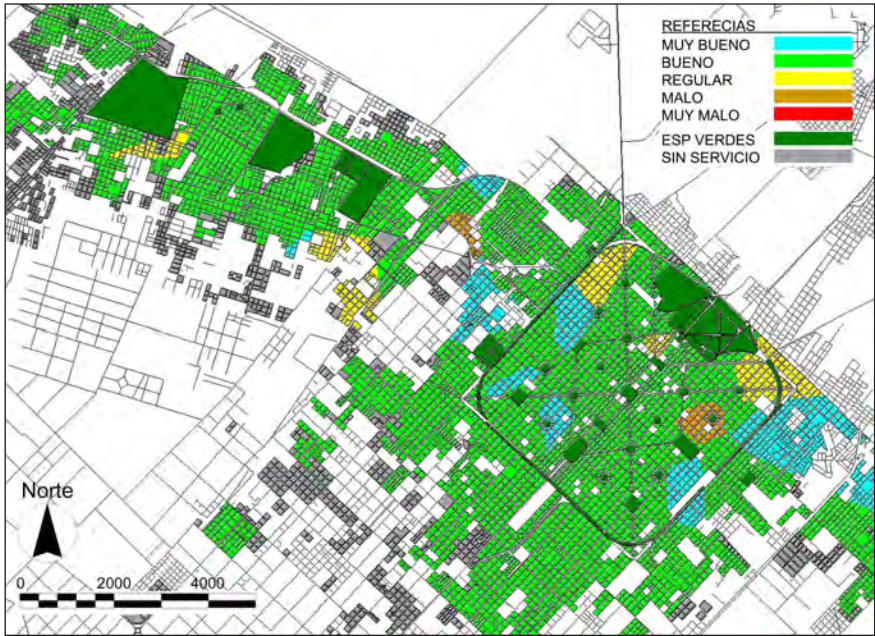 REFERECIAS
MUY BUENO
BUENO
REGULAR
MALO
MUY MALO
ESP VERDES
SIN SERVICIO
Norte
0 2000 4000